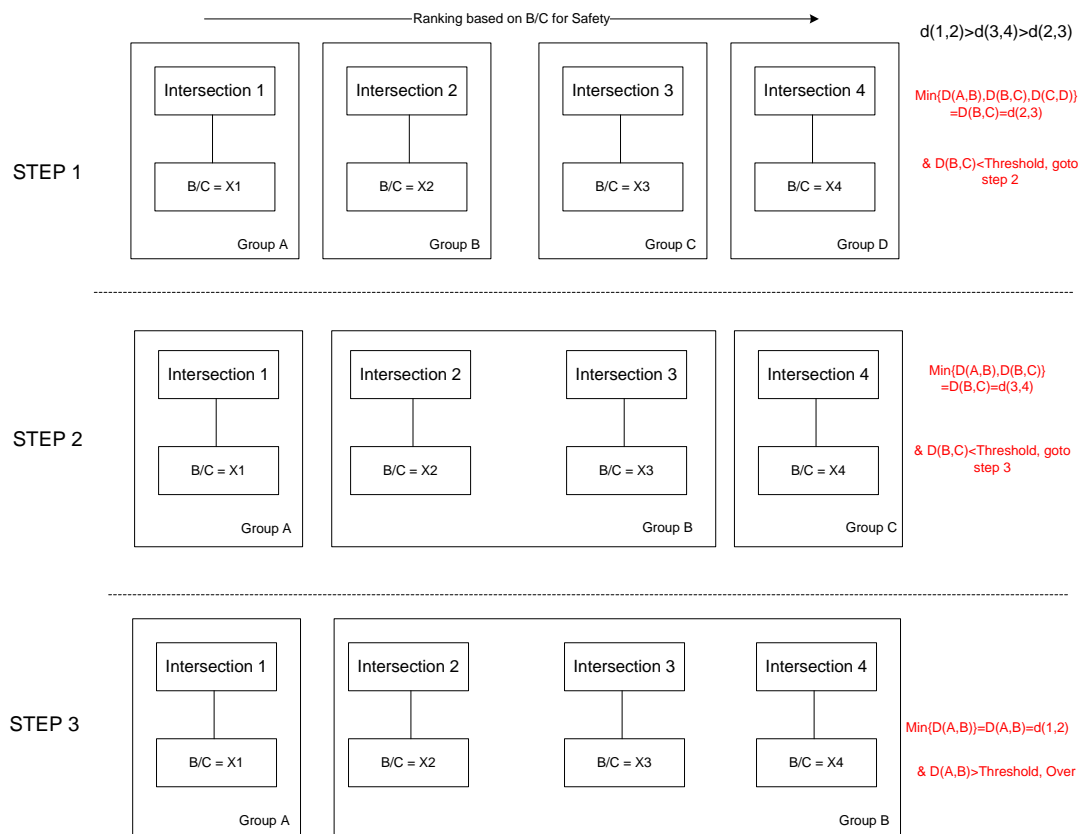 Ranking based on B/C for Safety
d(1,2)>d(3,4)>d(2,3)
STEP 1
Intersection 1
B/C = X1
Group A
Intersection 2
B/C = X2
Group B
Intersection 3
B/C = X3
Group C
Intersection 4
B/C = X4
Group D
Min{D(A,B),D(B,C),D(C,D)}
=D(B,C)=d(2,3)
& D(B,C)<Threshold, goto
step 2
STEP 2
Intersection 1
B/C = X1
Group A
Intersection 2
B/C = X2
Intersection 3
B/C = X3
Group B
Intersection 4
B/C = X4
Group C
Min{D(A,B),D(B,C)}
=D(B,C)=d(3,4)
& D(B,C)<Threshold, goto
step 3
STEP 3
Intersection 1
B/C = X1
Group A
Intersection 2
B/C = X2
Intersection 3
B/C = X3
Intersection 4
B/C = X4
Group B
Min{D(A,B)}=D(A,B)=d(1,2)
& D(A,B)>Threshold, Over